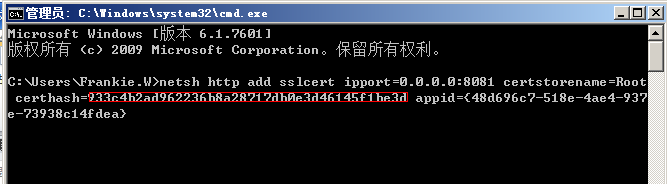 管理员: C:\Windows\system32\cmd.exe
Microsoft Windows [版本 6.1.7601]
版权所有 (c) 2009 Microsoft Corporation。保留所有权利。
C:\Users\Frankie.W>netsh http add sslcert ipport=0.0.0.0:8081 certstorename=Root
certhash=933c4b2ad962236b8a28717db0e3d46145f1be3d appid={48d696c7-518e-4ae4-937
e-73938c14fdea}